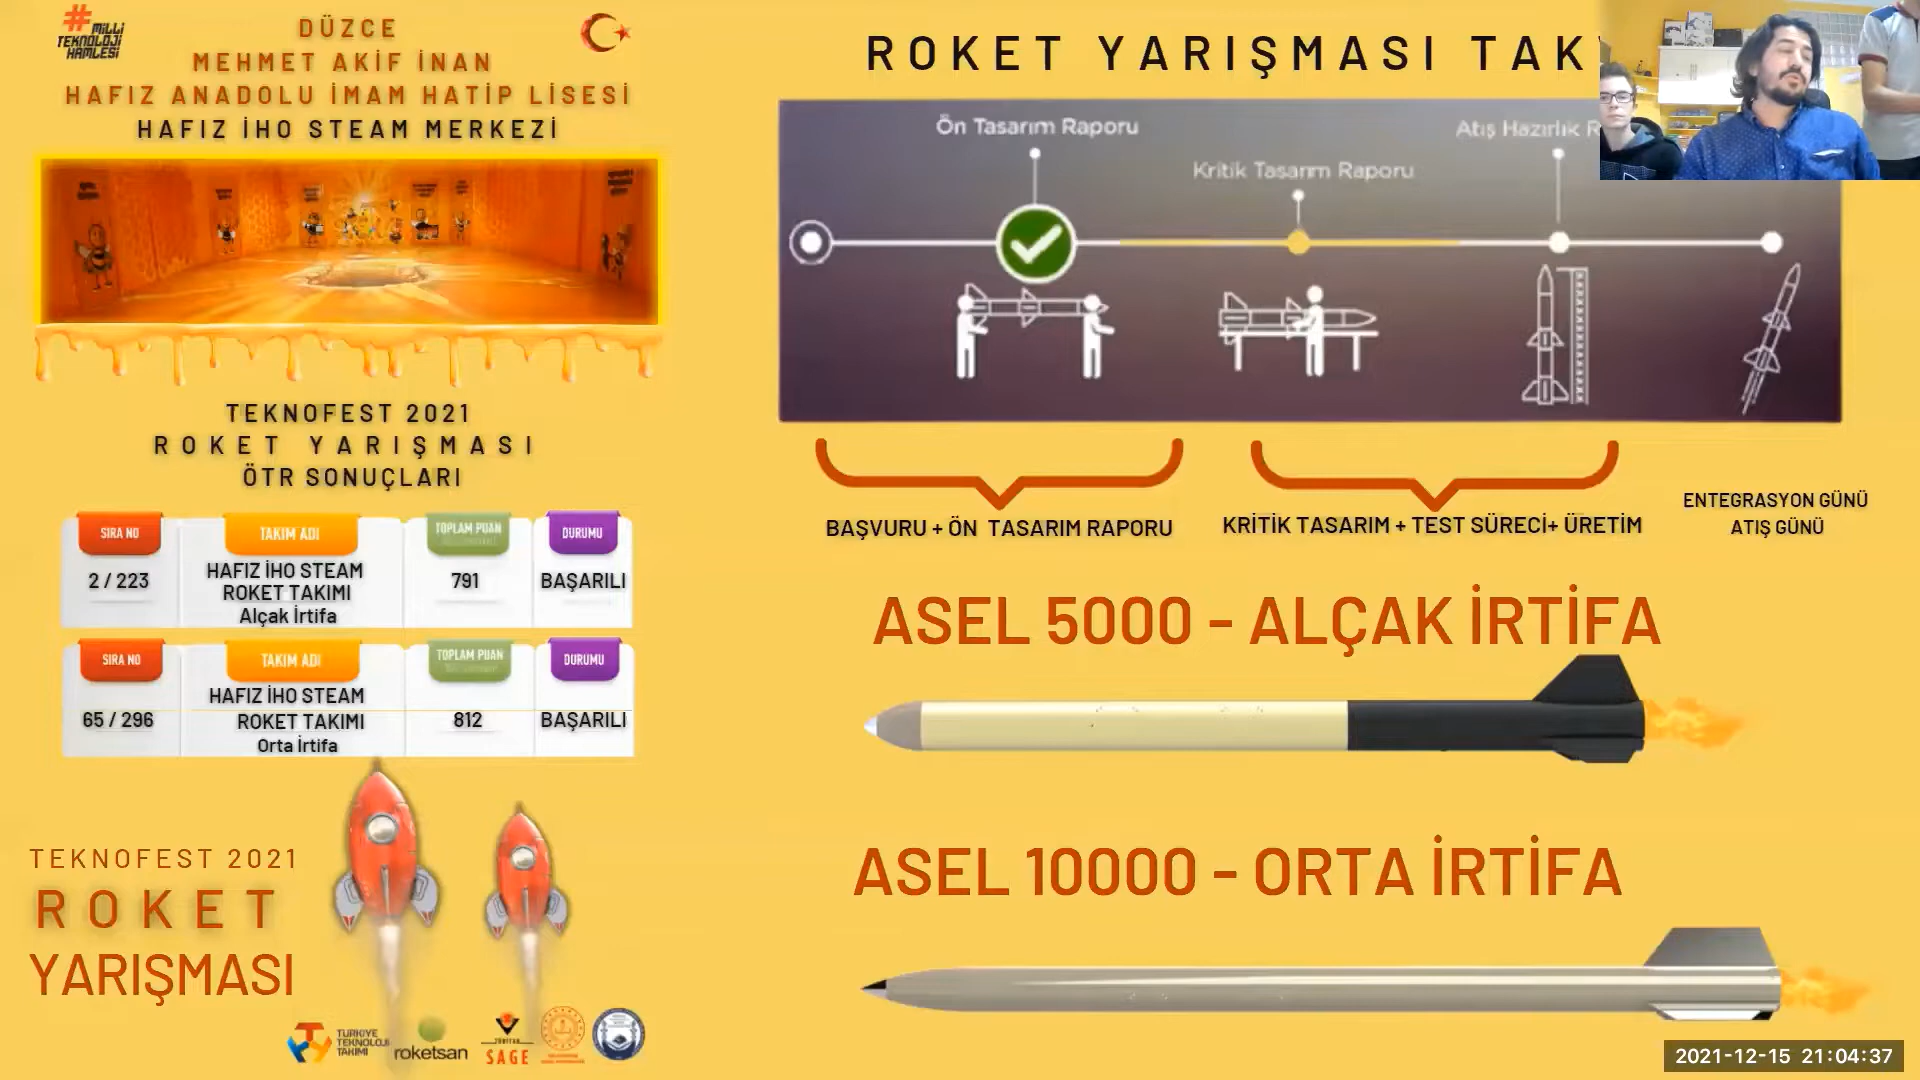 #MİLLİ
TEKNOLOJİ
HAMLESİ
DÜZCE
MEHMET AKİF İNAN
HAFIZ ANADOLU İMAM HATİP LİSESİ
HAFIZ İHO STEAM MERKEZİ
TEKNOFEST 2021
ROKET YARIŞMASI
ÖTR SONUÇLARI
SIRA NO TAKIM ADI TOPLAM PUAN DURUMU
2 / 223 HAFIZ İHO STEAM 791 BAŞARILI
ROKET TAKIMI
Alçak İrtifa
SIRA NO TAKIM ADI TOPLAM PUAN DURUMU
65 / 296 HAFIZ İHO STEAM 812 BAŞARILI
ROKET TAKIMI
Orta İrtifa
TEKNOFEST 2021
ROKET
YARIŞMASI
TÜRKİYE
TEKNOLOJİ
TAKIMI
roketsan
SAGE
ROKET YARIŞMASI TAK
Ön Tasarım Raporu
Kritik Tasarım Raporu
Atış Hazırlık R
BAŞVURU + ÖN TASARIM RAPORU
KRİTİK TASARIM + TEST SÜRECİ+ ÜRETİM
ENTEGRASYON GÜNÜ
ATIŞ GÜNÜ
ASEL 5000 - ALÇAK İRTİFA
ASEL 10000 - ORTA İRTİFA
2021-12-15 21:04:37